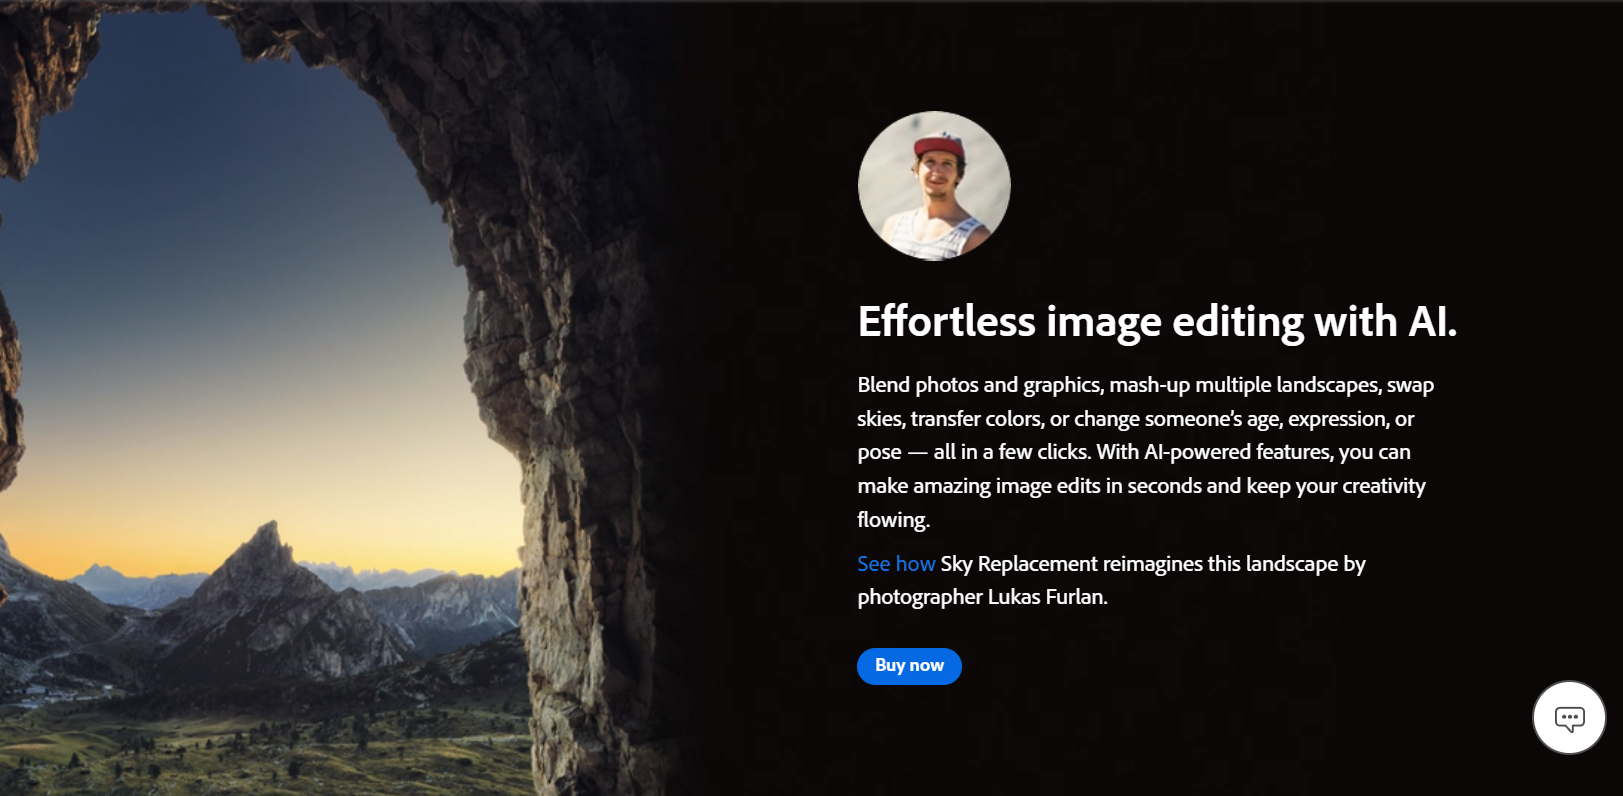 Effortless image editing with AI.
Blend photos and graphics, mash-up multiple landscapes, swap
skies, transfer colors, or change someone’s age, expression, or
pose — all in a few clicks. With AI-powered features, you can
make amazing image edits in seconds and keep your creativity
flowing.
See how Sky Replacement reimagines this landscape by
photographer Lukas Furlan.
Buy now